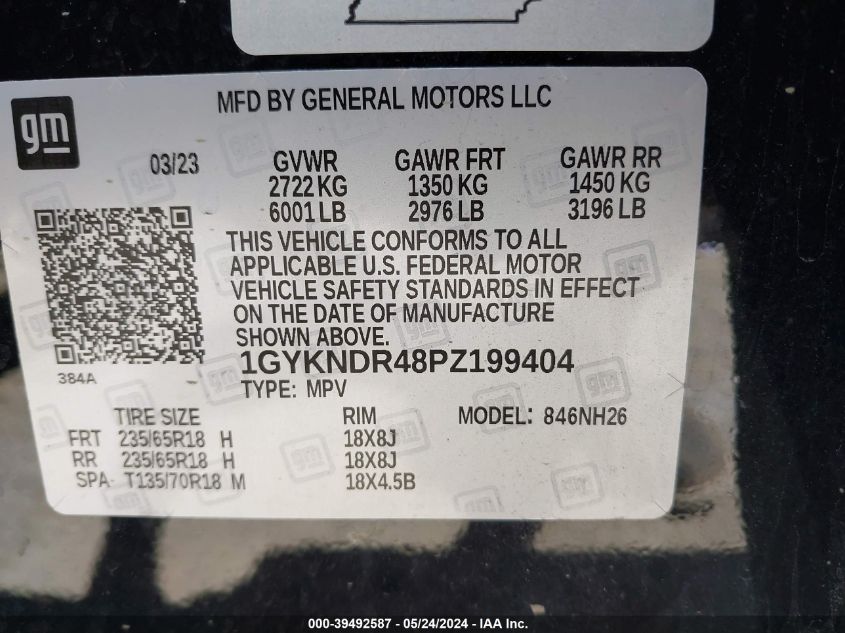 gm
MFD BY GENERAL MOTORS LLC
03/23 GVWR GAWR FRT GAWR RR
2722 KG 1350 KG 1450 KG
6001 LB 2976 LB 3196 LB
THIS VEHICLE CONFORMS TO ALL
APPLICABLE U.S. FEDERAL MOTOR
VEHICLE SAFETY STANDARDS IN EFFECT
ON THE DATE OF MANUFACTURE
SHOWN ABOVE.
384A
1GYKNDR48PZ199404
TYPE: MPV
TIRE SIZE RIM MODEL: 846NH26
FRT 235/65R18 H 18X8J
RR 235/65R18 H 18X8J
SPA T135/70R18 M 18X4.5B
000-39492587 - 05/24/2024 - IAA Inc.